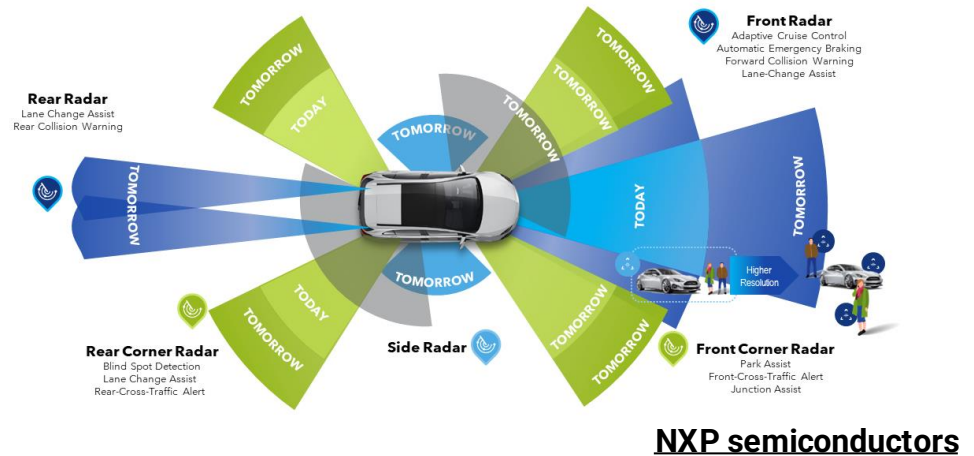 Front Radar
Adaptive Cruise Control
Automatic Emergency Braking
Forward Collision Warning
Lane-Change Assist
Rear Radar
Lane Change Assist
Rear Collision Warning
TOMORROW
TODAY
TOMORROW
TOMORROW
TOMORROW
TOMORROW
TOMORROW
TOMORROW
TODAY
TOMORROW
Higher
Resolution
TOMORROW
TODAY
TOMORROW
TOMORROW
TOMORROW
Rear Corner Radar
Blind Spot Detection
Lane Change Assist
Rear-Cross-Traffic Alert
Side Radar
Front Corner Radar
Park Assist
Front-Cross-Traffic Alert
Junction Assist
NXP semiconductors